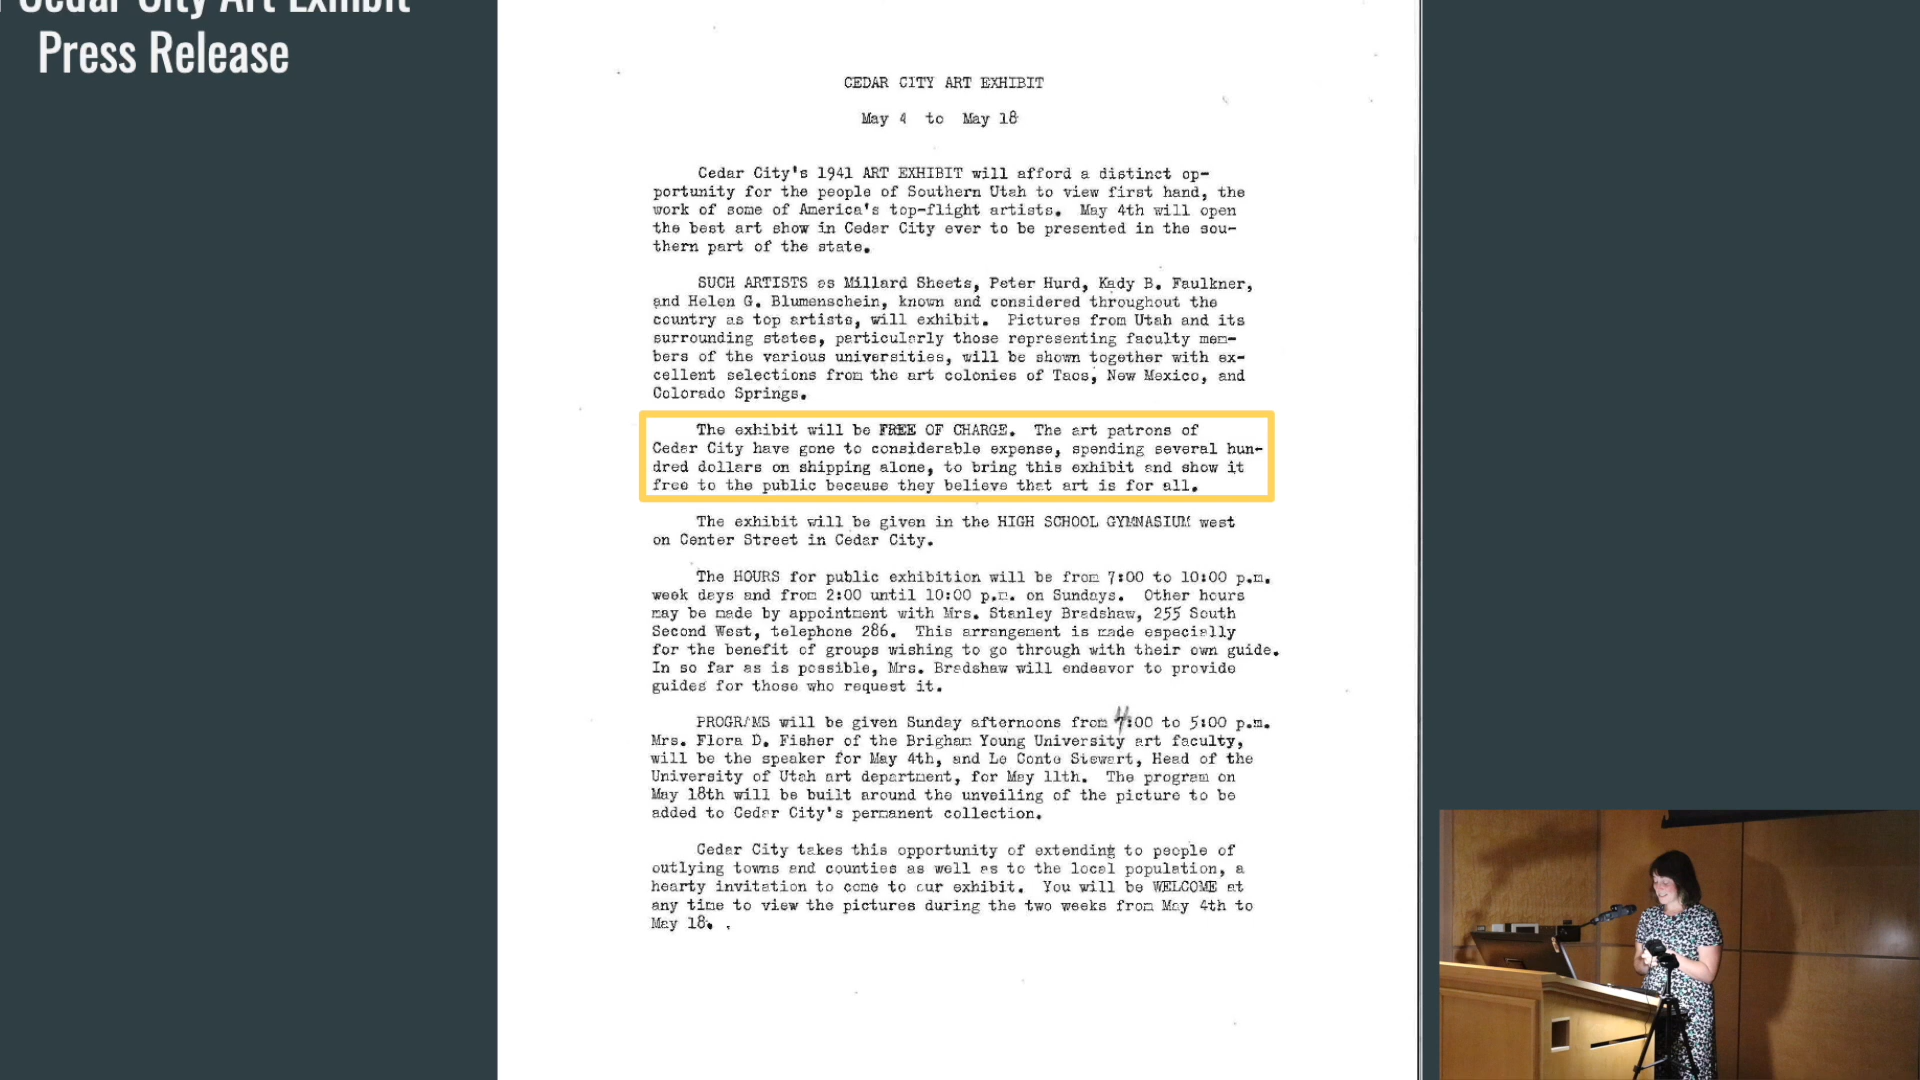 Cedar City Art Exhibit
Press Release
CEDAR CITY ART EXHIBIT
May 4 to May 18
Cedar City's 1941 ART EXHIBIT will afford a distinct op-
portunity for the people of Southern Utah to view first hand, the
work of some of America's top-flight artists. May 4th will open
the best art show in Cedar City ever to be presented in the sou-
thern part of the state.
SUCH ARTISTS as Millard Sheets, Peter Hurd, Kady B. Faulkner,
and Helen G. Blumenschein, known and considered throughout the
country as top artists, will exhibit. Pictures from Utah and its
surrounding states, particularly those representing faculty mem-
bers of the various universities, will be shown together with ex-
cellent selections from the art colonies of Taos, New Mexico, and
Colorado Springs.
The exhibit will be FREE OF CHARGE. The art patrons of
Cedar City have gone to considerable expense, spending several hun-
dred dollars on shipping alone, to bring this exhibit and show it
free to the public because they believe that art is for all.
The exhibit will be given in the HIGH SCHOOL GYMNASIUM west
on Center Street in Cedar City.
The HOURS for public exhibition will be from 7:00 to 10:00 p.m.
week days and from 2:00 until 10:00 p.m. on Sundays. Other hours
may be made by appointment with Mrs. Stanley Bradshaw, 255 South
Second West, telephone 286. This arrangement is made especially
for the benefit of groups wishing to go through with their own guide.
In so far as is possible, Mrs. Bradshaw will endeavor to provide
guides for those who request it.
PROGRAMS will be given Sunday afternoons from 4:00 to 5:00 p.m.
Mrs. Flora D. Fisher of the Brigham Young University art faculty,
will be the speaker for May 4th, and Le Conte Stewart, Head of the
University of Utah art department, for May 11th. The program on
May 18th will be built around the unveiling of the picture to be
added to Cedar City's permanent collection.
Cedar City takes this opportunity of extending to people of
outlying towns and counties as well as to the local population, a
hearty invitation to come to our exhibit. You will be WELCOME at
any time to view the pictures during the two weeks from May 4th to
May 18.